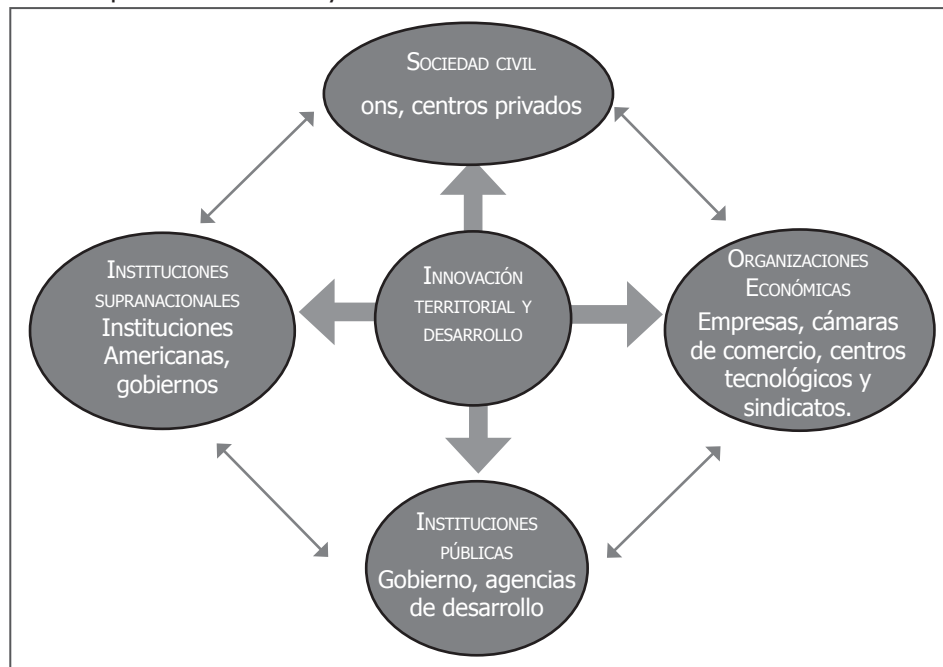 SOCIEDAD CIVIL
ons, centros privados
INSTITUCIONES
SUPRANACIONALES
Instituciones
Americanas,
gobiernos
INNOVACIÓN
TERRITORIAL Y
DESARROLLO
ORGANIZACIONES
ECONÓMICAS
Empresas, cámaras
de comercio, centros
tecnológicos y
sindicatos.
INSTITUCIONES
PÚBLICAS
Gobierno, agencias
de desarrollo